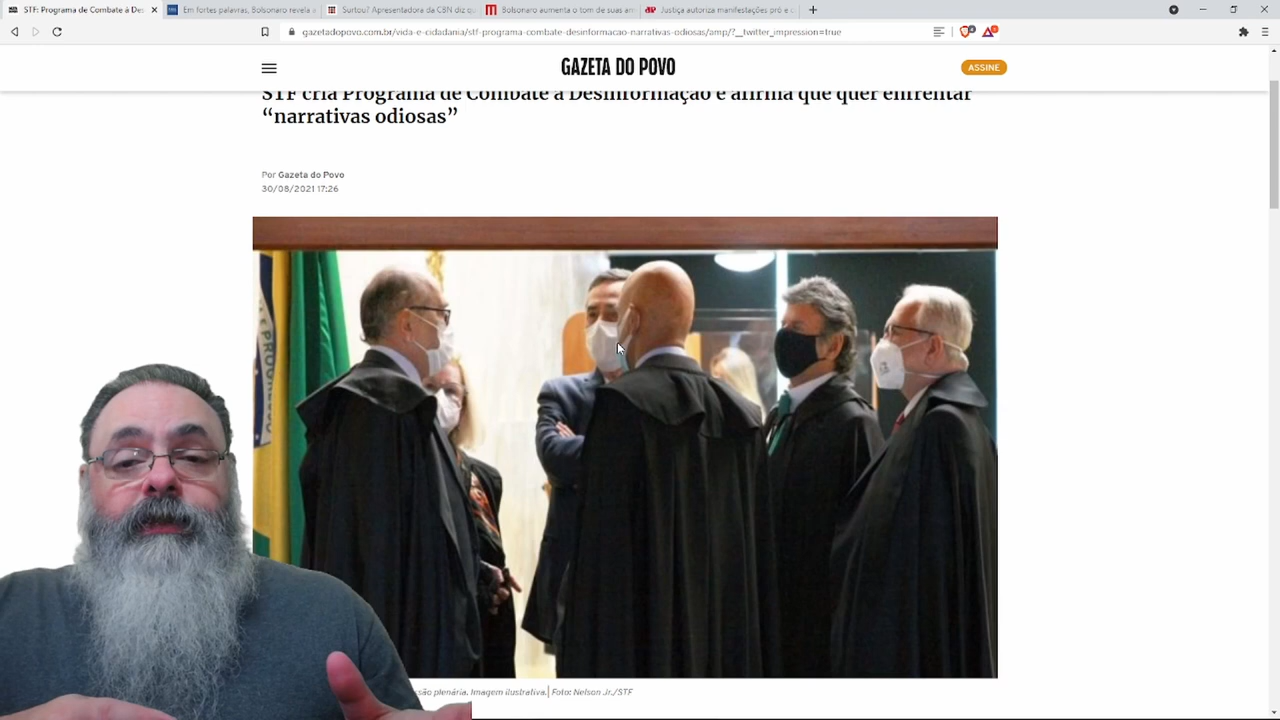 STF: Programa de Combate à Des
Em fortes palavras, Bolsonaro revela a
Surtou? Apresentadora da CBN diz qu
Bolsonaro aumenta o tom de suas am
Justiça autoriza manifestações pró e c
gazetadopovo.com.br/vida-e-cidadania/stf-programa-combate-desinformacao-narrativas-odiosas/amp/?__twitter_impression=true
GAZETA DO POVO
ASSINE
STF cria Programa de Combate à Desinformação e afirma que quer enfrentar
“narrativas odiosas”
Por Gazeta do Povo
30/08/2021 17:26
são plenária. Imagem ilustrativa.| Foto: Nelson Jr./STF